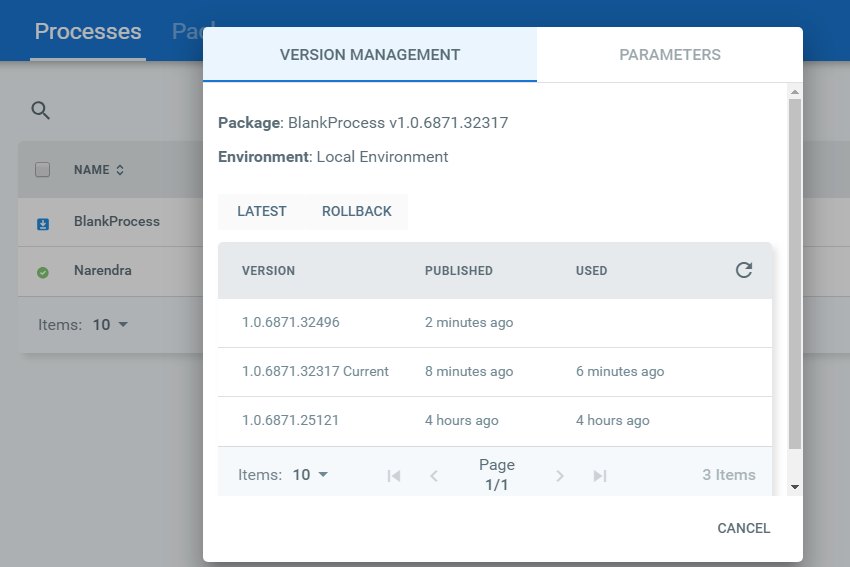 Processes
VERSION MANAGEMENT
PARAMETERS
Package: BlankProcess v1.0.6871.32317
Environment: Local Environment
NAME
LATEST ROLLBACK
BlankProcess
Narendra
Items: 10
VERSION PUBLISHED USED
1.0.6871.32496 2 minutes ago
1.0.6871.32317 Current 8 minutes ago 6 minutes ago
1.0.6871.25121 4 hours ago 4 hours ago
Items: 10
Page
1/1
3 Items
CANCEL